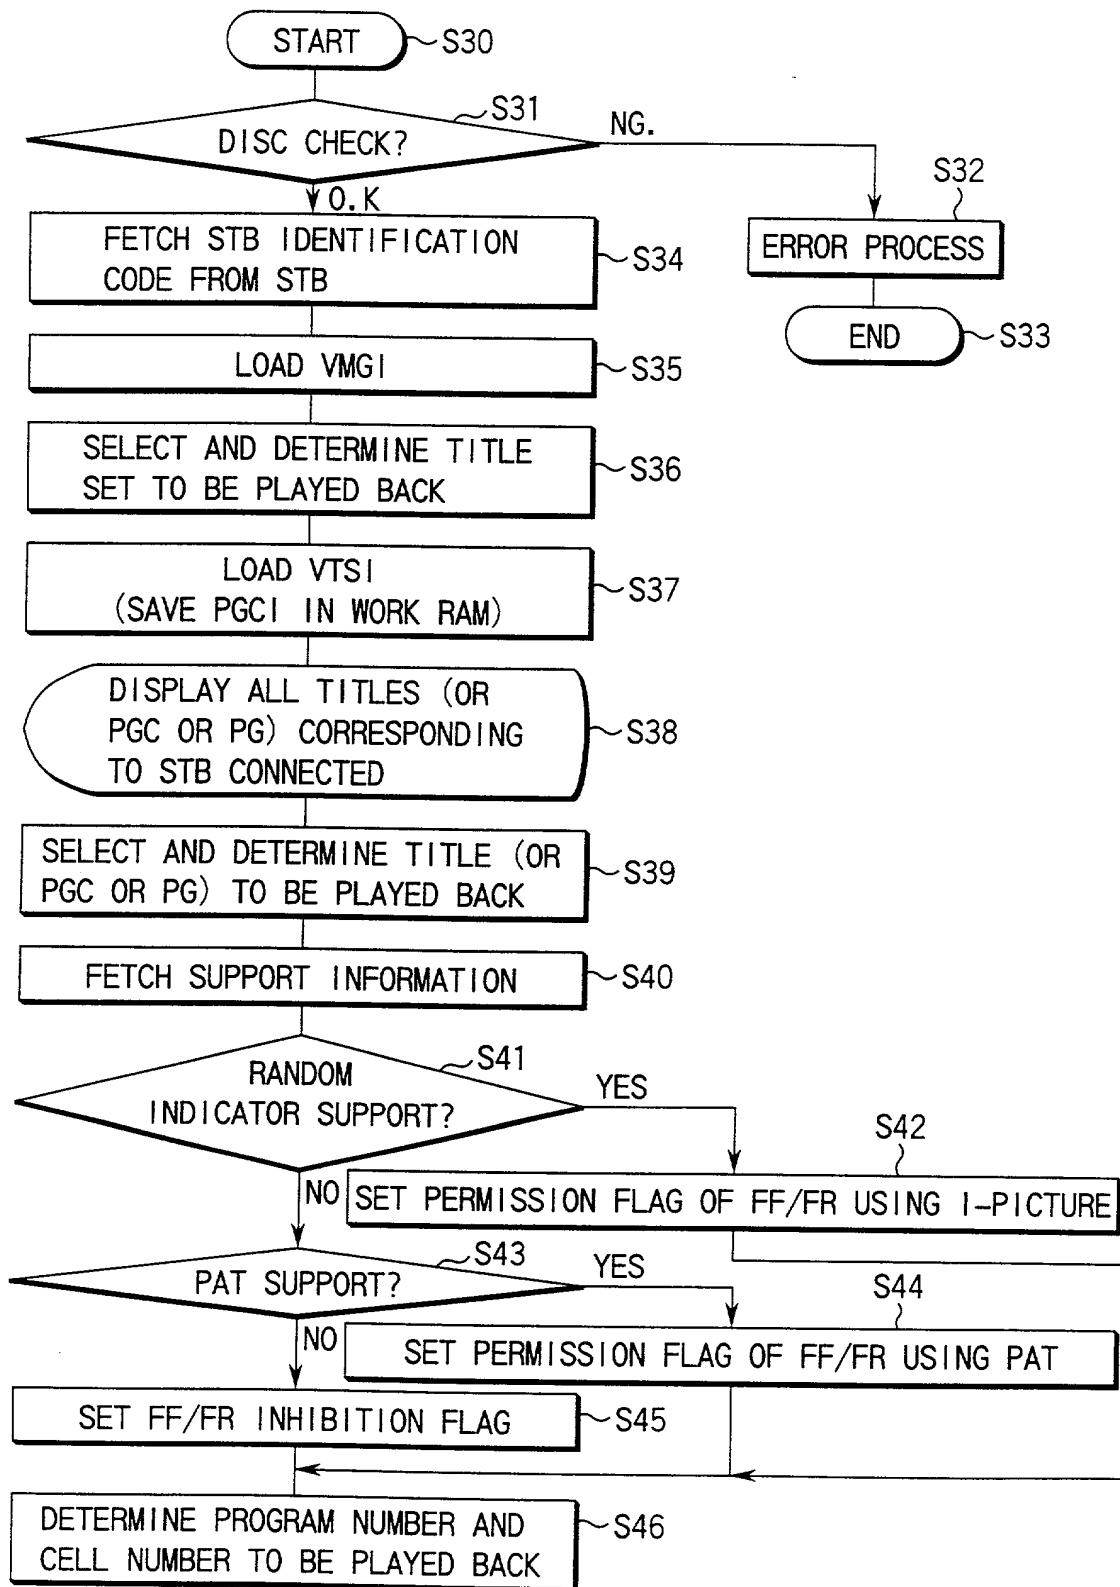 START
S30
S31
DISC CHECK?
NG.
O.K
S32
ERROR PROCESS
END
S33
FETCH STB IDENTIFICATION
CODE FROM STB
S34
LOAD VMGI
S35
SELECT AND DETERMINE TITLE
SET TO BE PLAYED BACK
S36
LOAD VTSI
(SAVE PGCI IN WORK RAM)
S37
DISPLAY ALL TITLES (OR
PGC OR PG) CORRESPONDING
TO STB CONNECTED
S38
SELECT AND DETERMINE TITLE (OR
PGC OR PG) TO BE PLAYED BACK
S39
FETCH SUPPORT INFORMATION
S40
S41
RANDOM
INDICATOR SUPPORT?
YES
NO
S42
SET PERMISSION FLAG OF FF/FR USING I-PICTURE
S43
PAT SUPPORT?
YES
NO
S44
SET PERMISSION FLAG OF FF/FR USING PAT
SET FF/FR INHIBITION FLAG
S45
DETERMINE PROGRAM NUMBER AND
CELL NUMBER TO BE PLAYED BACK
S46